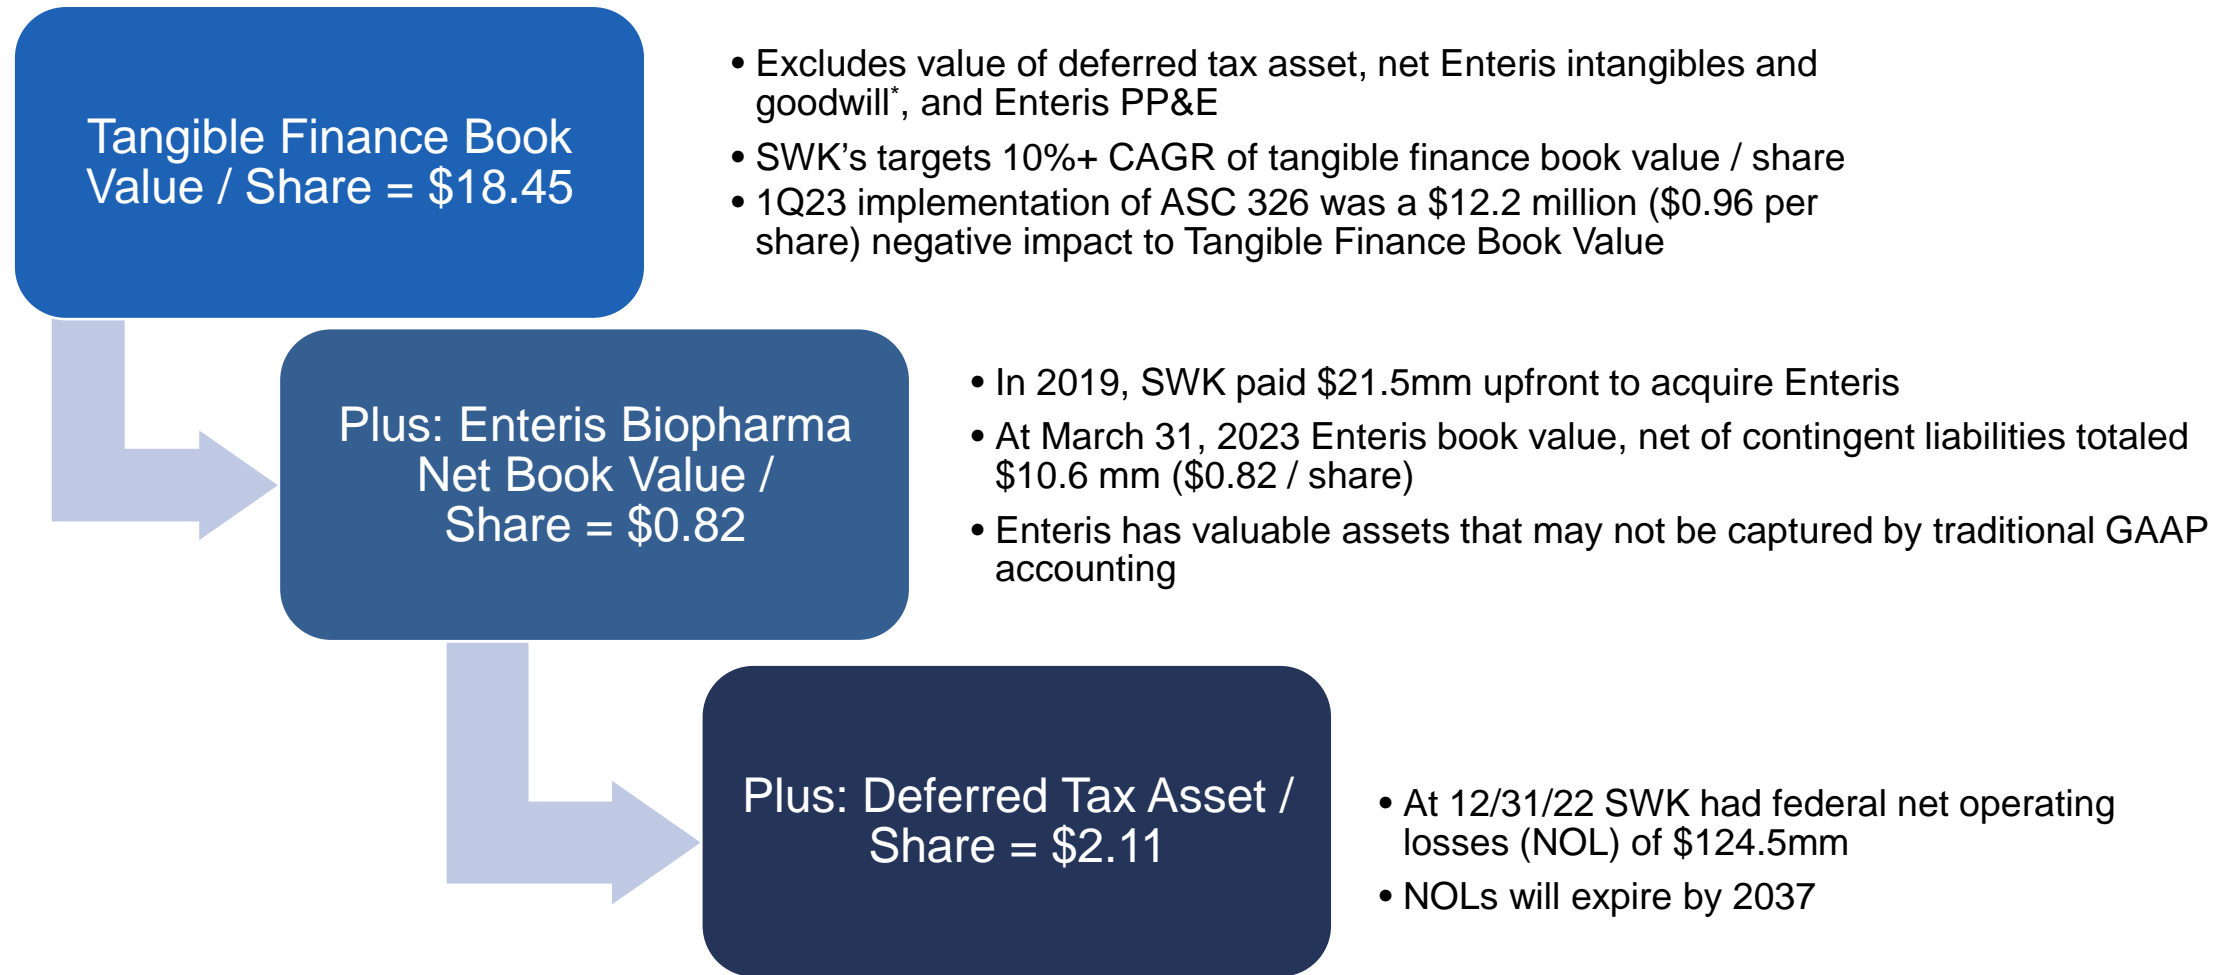 Tangible Finance Book
Value / Share = $18.45
• Excludes value of deferred tax asset, net Enteris intangibles and
goodwill*, and Enteris PP&E
• SWK’s targets 10%+ CAGR of tangible finance book value / share
• 1Q23 implementation of ASC 326 was a $12.2 million ($0.96 per
share) negative impact to Tangible Finance Book Value
Plus: Enteris Biopharma
Net Book Value /
Share = $0.82
• In 2019, SWK paid $21.5mm upfront to acquire Enteris
• At March 31, 2023 Enteris book value, net of contingent liabilities totaled
$10.6 mm ($0.82 / share)
• Enteris has valuable assets that may not be captured by traditional GAAP
accounting
Plus: Deferred Tax Asset /
Share = $2.11
• At 12/31/22 SWK had federal net operating
losses (NOL) of $124.5mm
• NOLs will expire by 2037